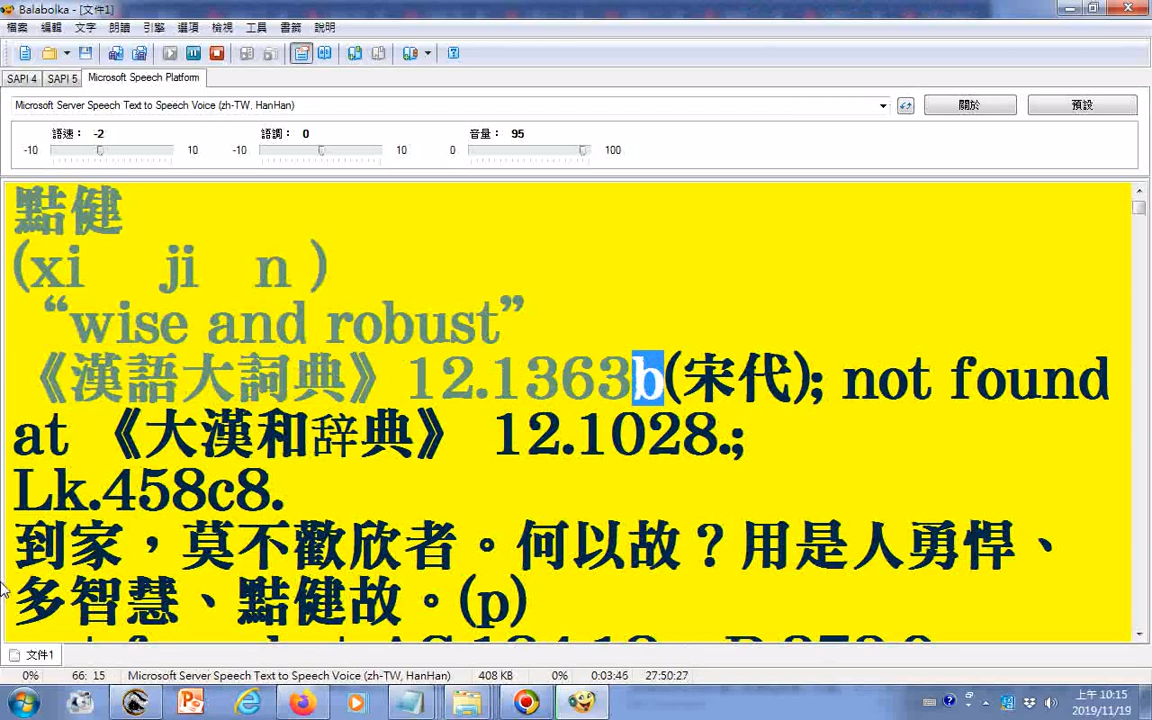 Balabolka - [文件1]
檔案 編輯 文字 朗讀 引擎 選項 檢視 工具 書籤 說明
SAPI 4 SAPI 5 Microsoft Speech Platform
Microsoft Server Speech Text to Speech Voice (zh-TW, HanHan) 關於 預設
語速： -2 語調： 0 音量： 95
-10 10 -10 10 0 100
黠健
(xi ji n )
“wise and robust”
《漢語大詞典》12.1363b(宋代); not found
at 《大漢和辞典》 12.1028.;
Lk.458c8.
到家，莫不歡欣者。何以故？用是人勇悍、
多智慧、黠健故。(p)
文件1
0% 66: 15 Microsoft Server Speech Text to Speech Voice (zh-TW, HanHan) 408 KB 0% 0:03:46 27:50:27
上午 10:15
2019/11/19